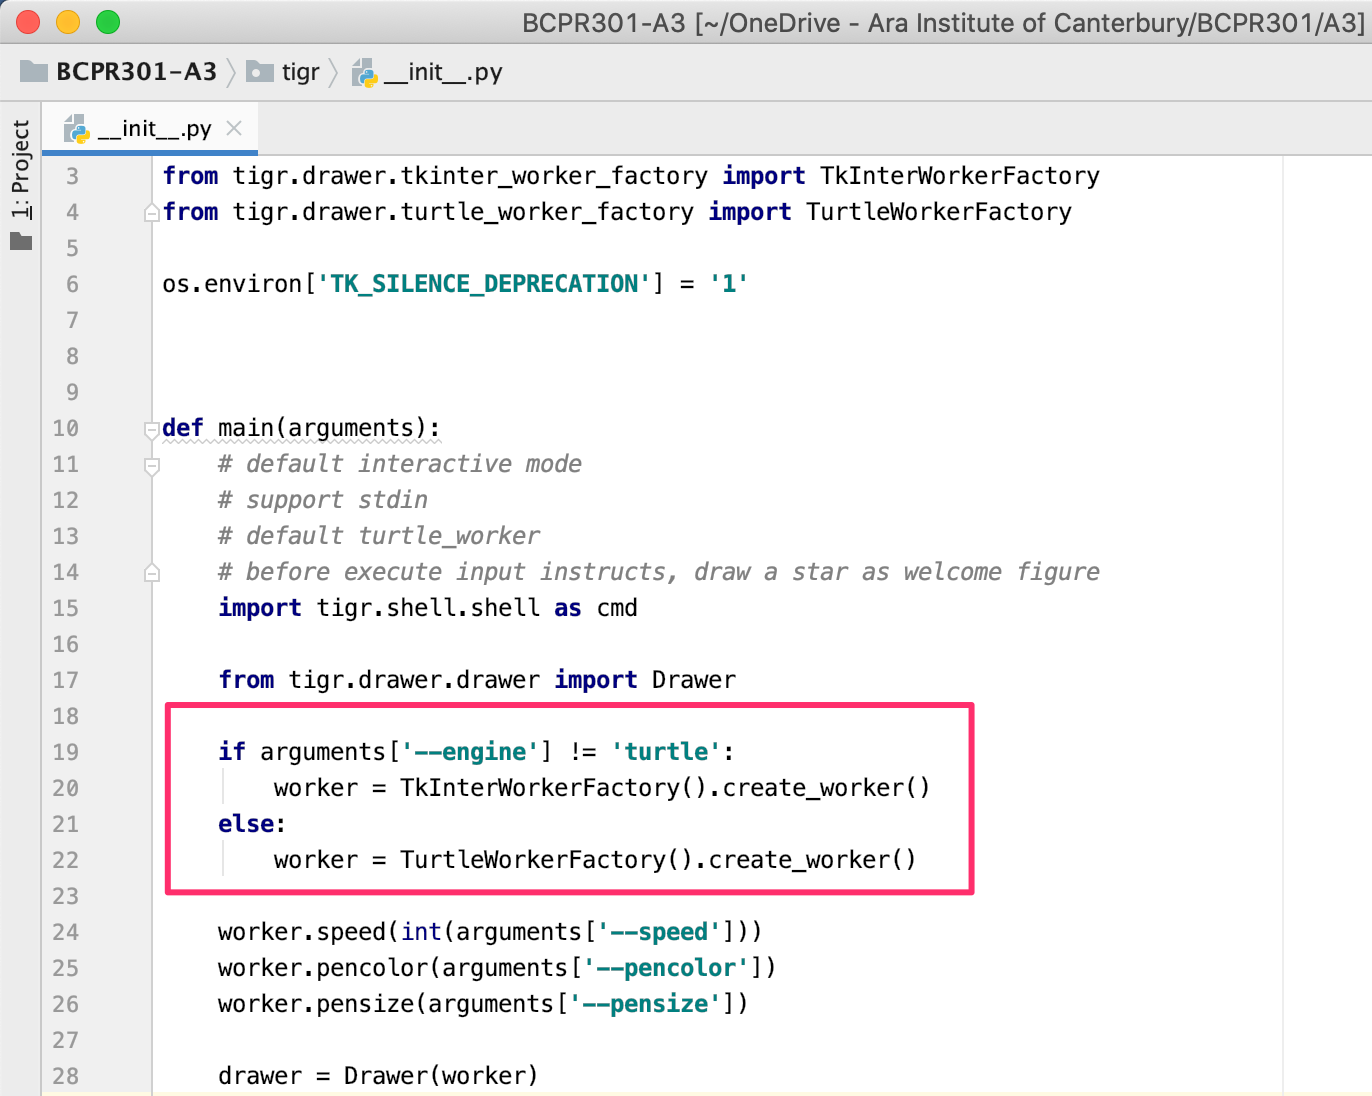 BCPR301-A3 [~/OneDrive - Ara Institute of Canterbury/BCPR301/A3]
BCPR301-A3 tigr __init__.py
1: Project
__init__.py
3 from tigr.drawer.tkinter_worker_factory import TkInterWorkerFactory
4 from tigr.drawer.turtle_worker_factory import TurtleWorkerFactory
5
6 os.environ['TK_SILENCE_DEPRECATION'] = '1'
7
8
9
10 def main(arguments):
11     # default interactive mode
12     # support stdin
13     # default turtle_worker
14     # before execute input instructs, draw a star as welcome figure
15     import tigr.shell.shell as cmd
16
17     from tigr.drawer.drawer import Drawer
18
19     if arguments['--engine'] != 'turtle':
20         worker = TkInterWorkerFactory().create_worker()
21     else:
22         worker = TurtleWorkerFactory().create_worker()
23
24     worker.speed(int(arguments['--speed']))
25     worker.pencolor(arguments['--pencolor'])
26     worker.pensize(arguments['--pensize'])
27
28     drawer = Drawer(worker)